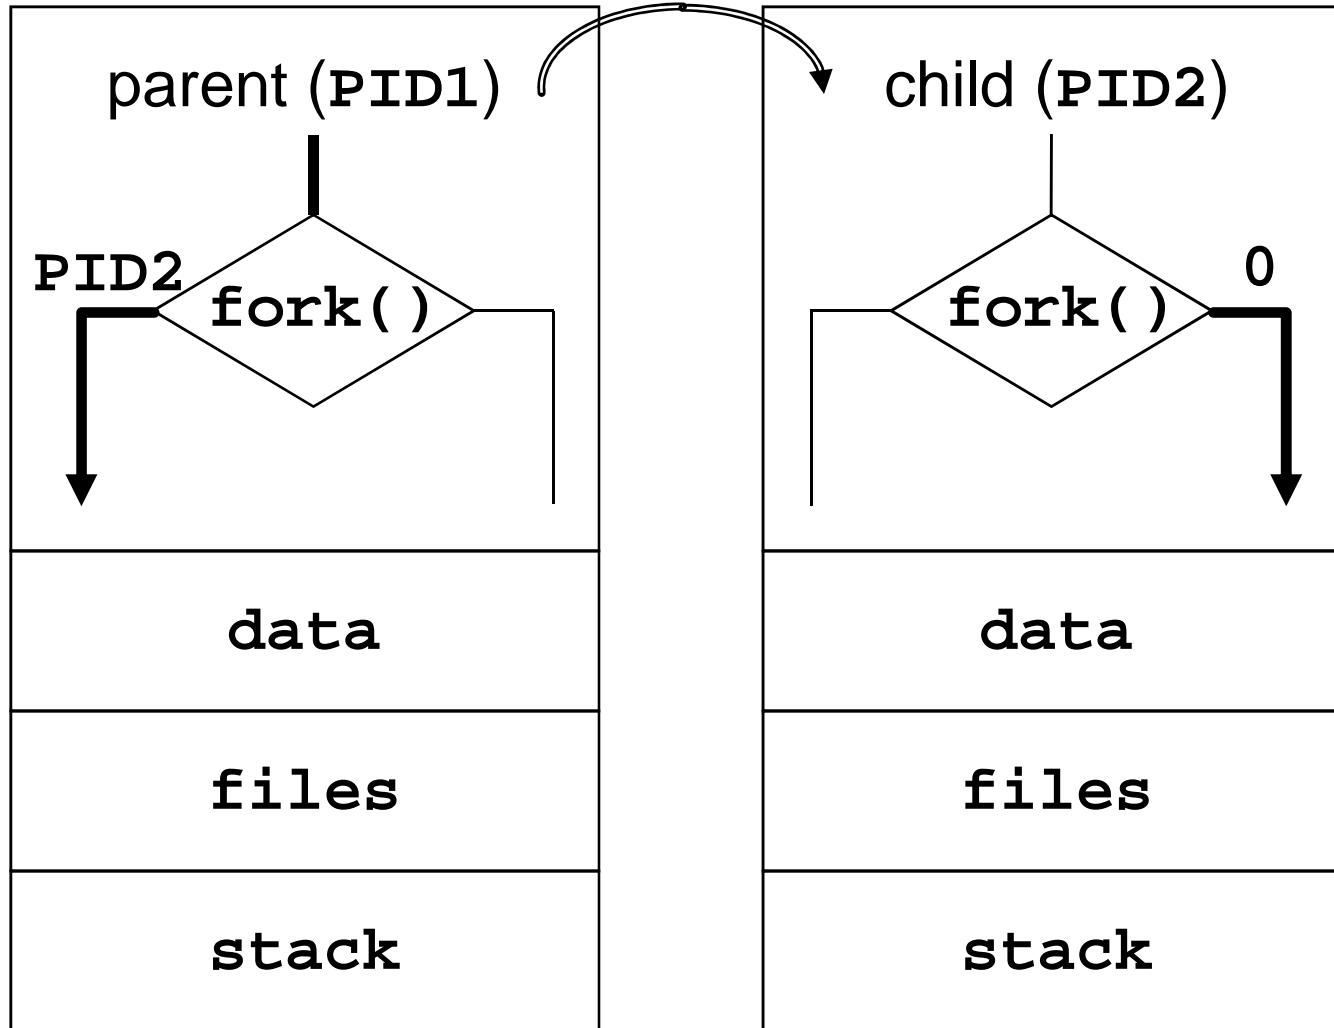 parent (PID1)
PID2
fork()
data
files
stack
child (PID2)
0
fork()
data
files
stack